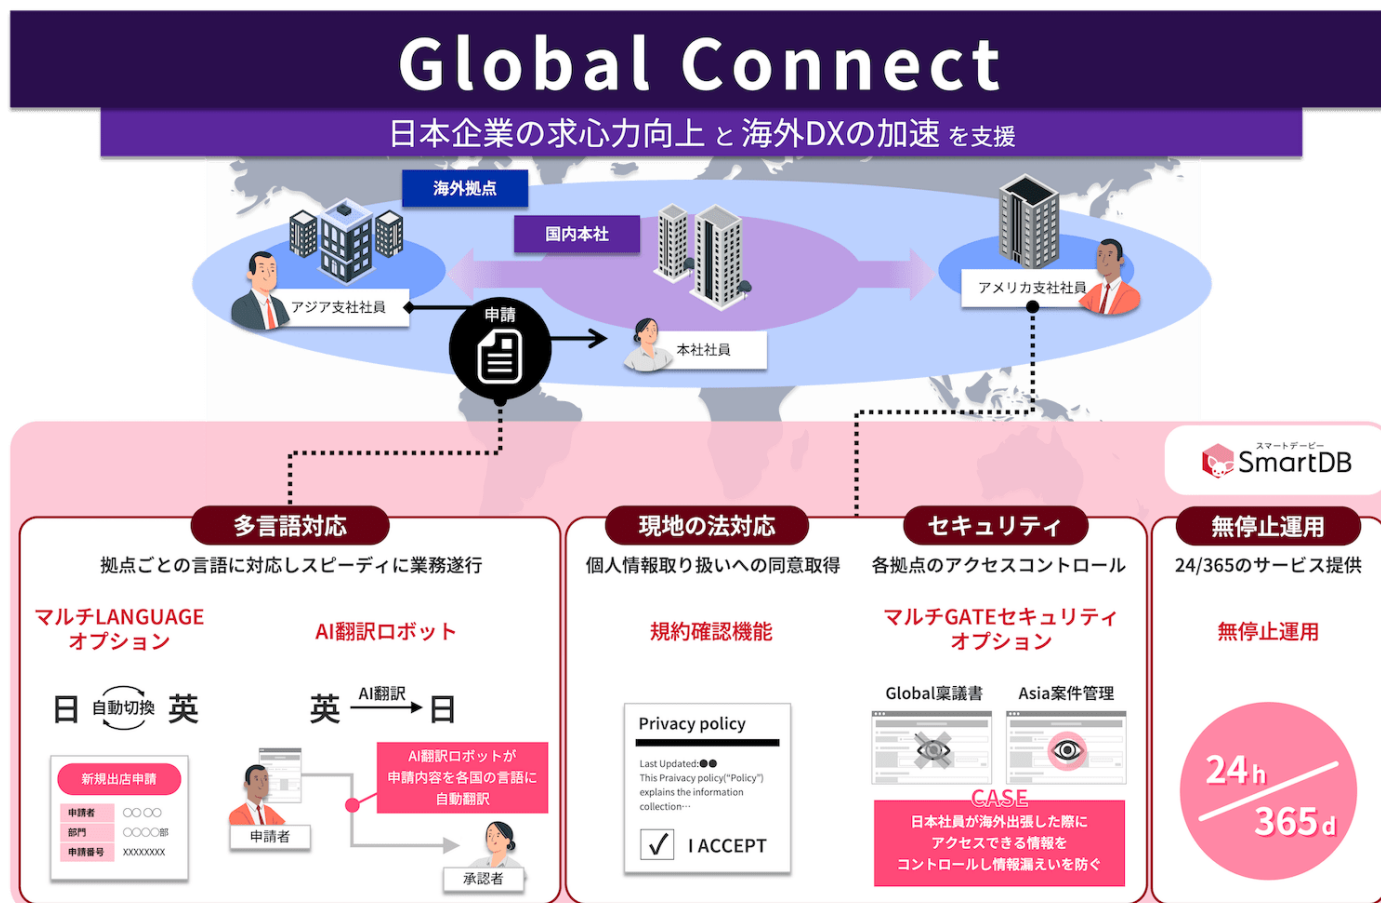 Global Connect
日本企業の求心力向上 と 海外DXの加速 を支援
海外拠点
国内本社
アジア支社社員
アメリカ支社社員
申請
本社社員
スマートデービー
SmartDB
多言語対応
拠点ごとの言語に対応しスピーディに業務遂行
マルチLANGUAGE
オプション
日 自動切換 英
新規出店申請
申請者 〇〇 〇〇
部門 〇〇〇〇部
申請番号 XXXXXXXX
AI翻訳ロボット
英 AI翻訳 日
AI翻訳ロボットが
申請内容を各国の言語に
自動翻訳
申請者
承認者
現地の法対応
個人情報取り扱いへの同意取得
規約確認機能
Privacy policy
Last Updated:●●
This Praivacy policy("Policy")
explains the information
collection…
I ACCEPT
セキュリティ
各拠点のアクセスコントロール
マルチGATEセキュリティ
オプション
Global稟議書
Asia案件管理
CASE
日本社員が海外出張した際に
アクセスできる情報を
コントロールし情報漏えいを防ぐ
無停止運用
24/365のサービス提供
無停止運用
24h
365d